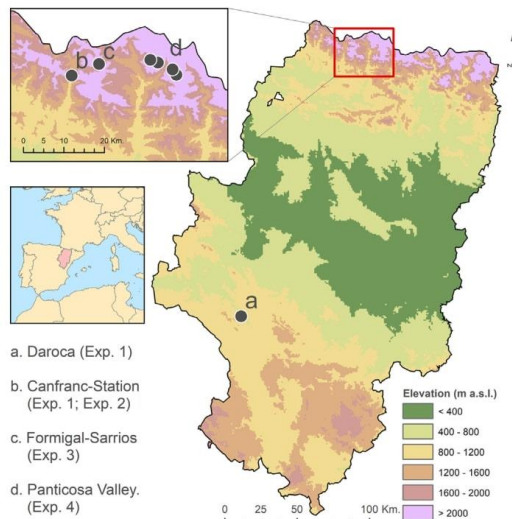 b
c
d
0 5 10 20 Km.
a
a. Daroca (Exp. 1)
b. Canfranc-Station
(Exp. 1; Exp. 2)
c. Formigal-Sarrios
(Exp. 3)
d. Panticosa Valley.
(Exp. 4)
Elevation (m a.s.l.)
< 400
400 - 800
800 - 1200
1200 - 1600
1600 - 2000
> 2000
0 25 50 100 Km.